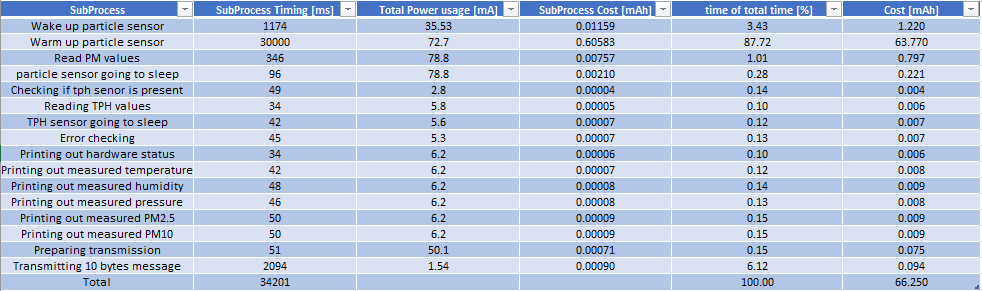 SubProcess SubProcess Timing [ms] Total Power usage [mA] SubProcess Cost [mAh] time of total time [%] Cost [mAh]
Wake up particle sensor 1174 35.53 0.01159 3.43 1.220
Warm up particle sensor 30000 72.7 0.60583 87.72 63.770
Read PM values 346 78.8 0.00757 1.01 0.797
particle sensor going to sleep 96 78.8 0.00210 0.28 0.221
Checking if tph senor is present 49 2.8 0.00004 0.14 0.004
Reading TPH values 34 5.8 0.00005 0.10 0.006
TPH sensor going to sleep 42 5.6 0.00007 0.12 0.007
Error checking 45 5.3 0.00007 0.13 0.007
Printing out hardware status 34 6.2 0.00006 0.10 0.006
Printing out measured temperature 42 6.2 0.00007 0.12 0.008
Printing out measured humidity 48 6.2 0.00008 0.14 0.009
Printing out measured pressure 46 6.2 0.00008 0.13 0.008
Printing out measured PM2.5 50 6.2 0.00009 0.15 0.009
Printing out measured PM10 50 6.2 0.00009 0.15 0.009
Preparing transmission 51 50.1 0.00071 0.15 0.075
Transmitting 10 bytes message 2094 1.54 0.00090 6.12 0.094
Total 34201 100.00 66.250